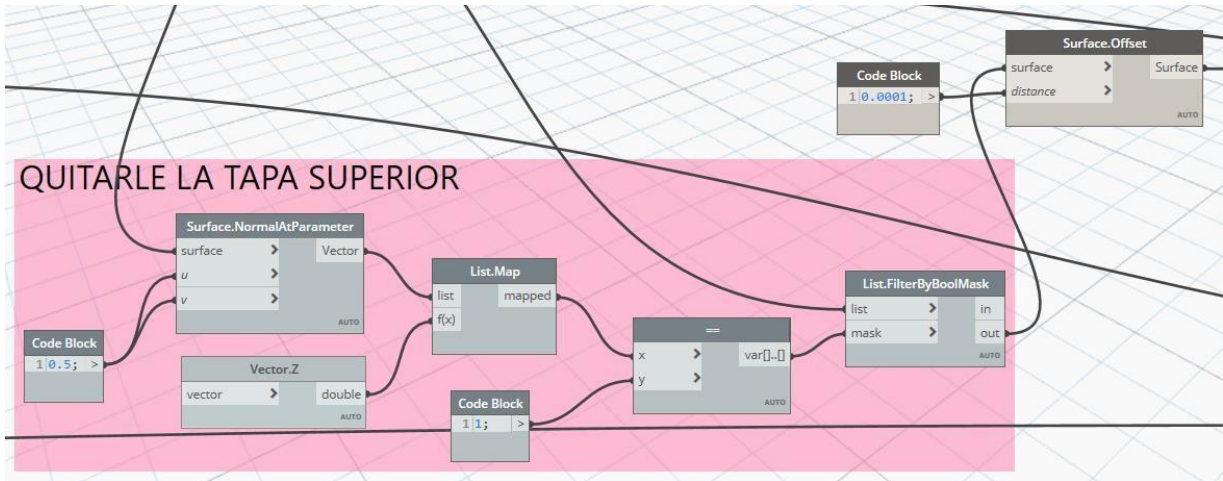 Surface.Offset
surface > Surface
distance >
AUTO
Code Block
1 0.0001; >
QUITARLE LA TAPA SUPERIOR
Surface.NormalAtParameter
surface > Vector
u >
v >
AUTO
List.Map
list mapped
f(x)
AUTO
List.FilterByBoolMask
list > in
mask > out
AUTO
Code Block
1 0.5; >
==
x > var[]..[]
y >
AUTO
Vector.Z
vector > double
AUTO
Code Block
1 1; >